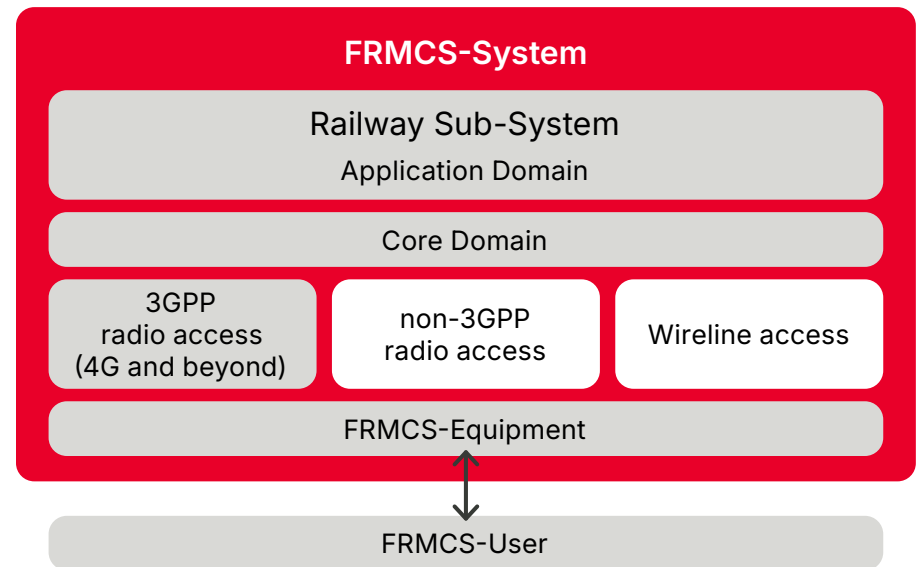 FRMCS-System
Railway Sub-System
Application Domain
Core Domain
3GPP
radio access
(4G and beyond)
non-3GPP
radio access
Wireline access
FRMCS-Equipment
FRMCS-User